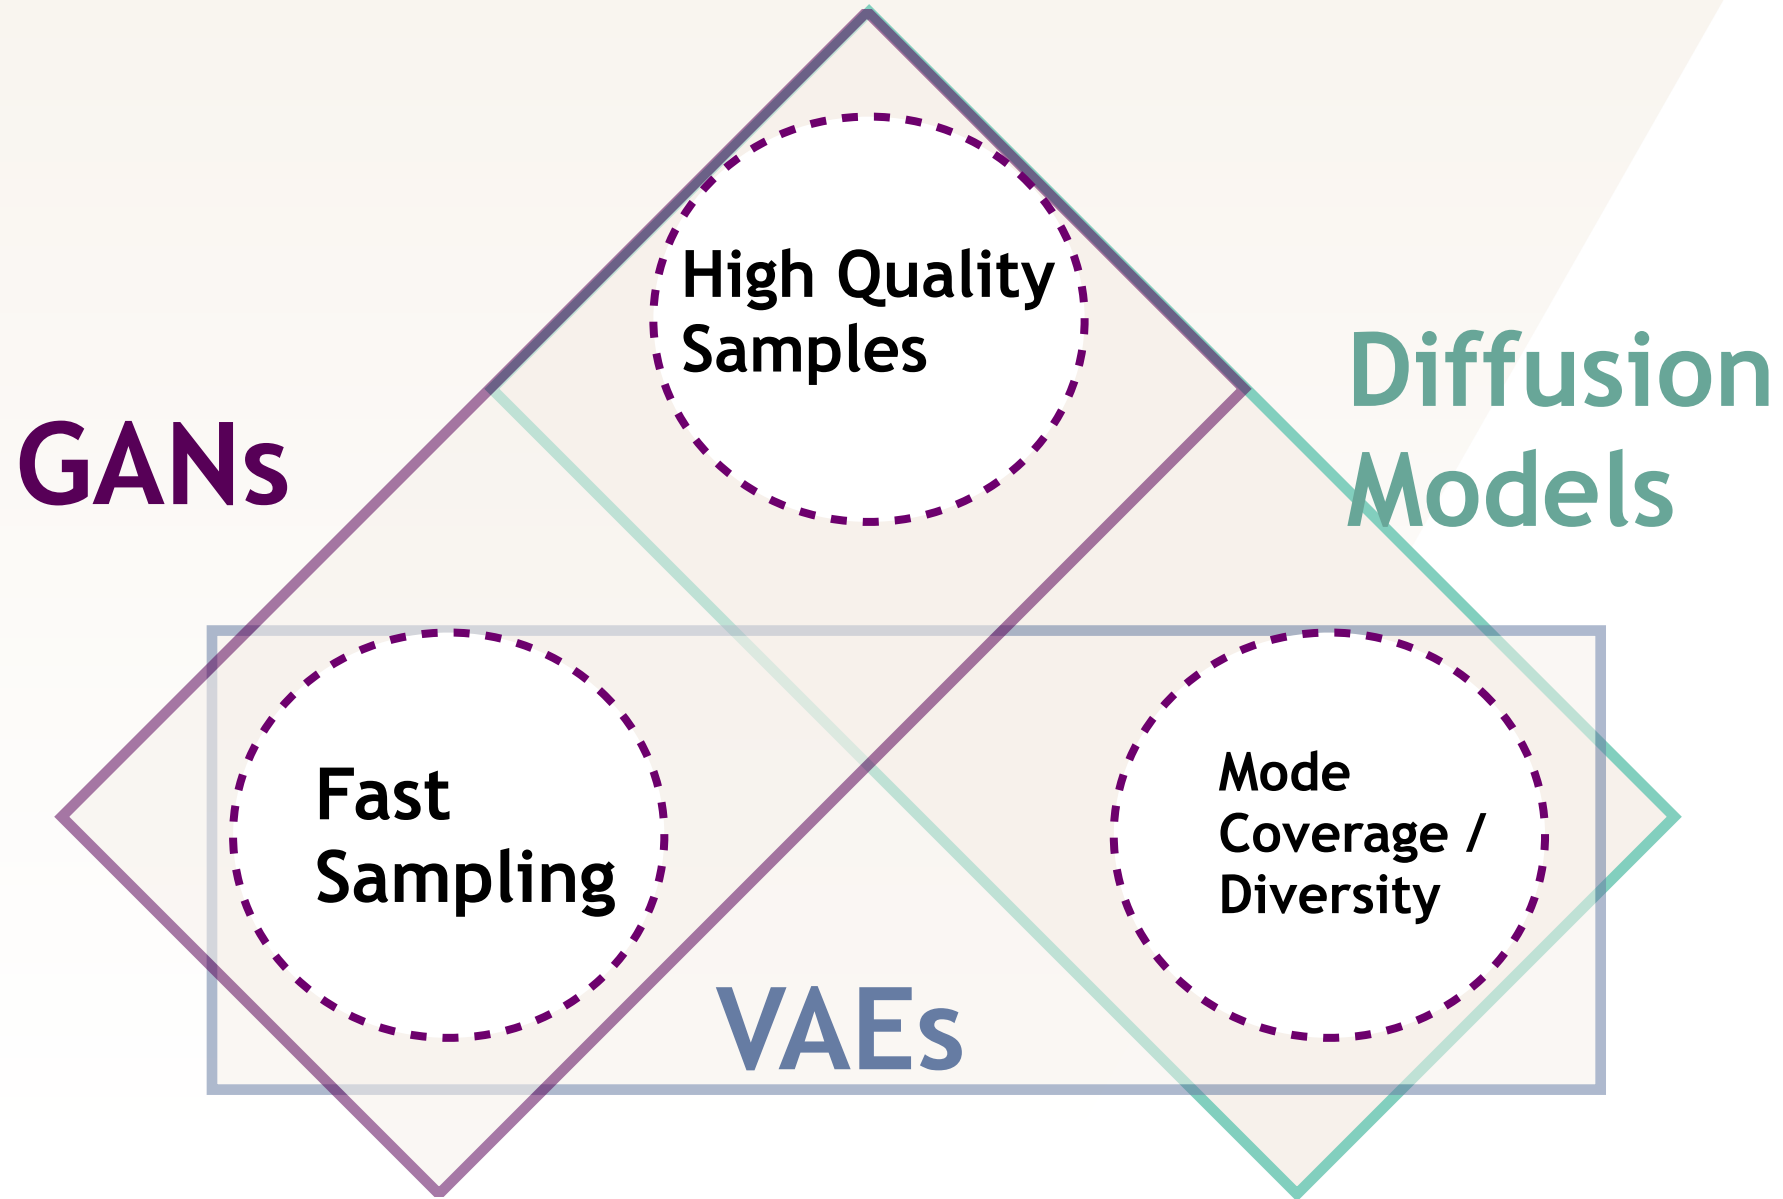 High Quality
Samples
Diffusion
Models
GANs
Fast
Sampling
Mode
Coverage /
Diversity
VAEs